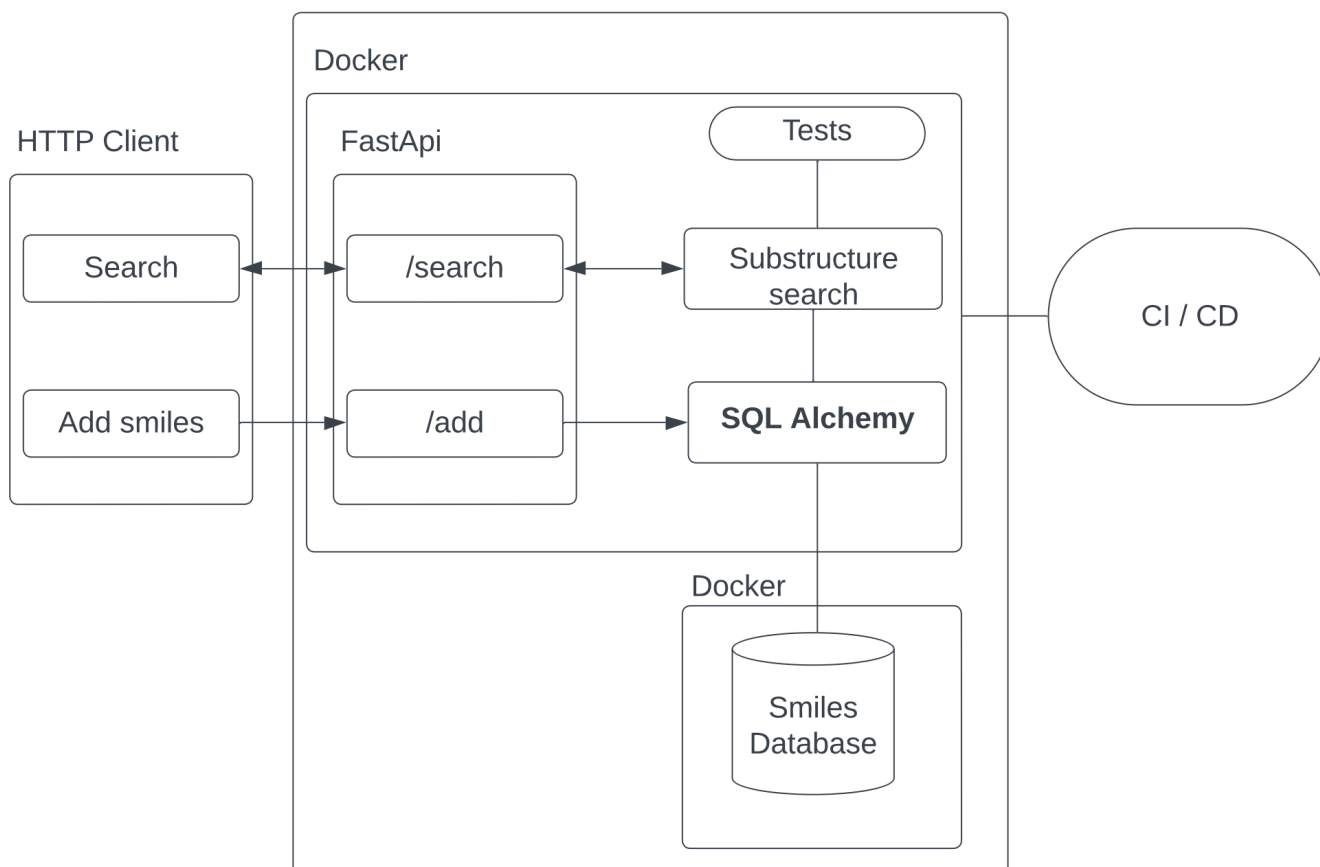 Docker
HTTP Client
FastApi
Tests
Search
/search
Substructure
search
CI / CD
Add smiles
/add
SQL Alchemy
Docker
Smiles
Database